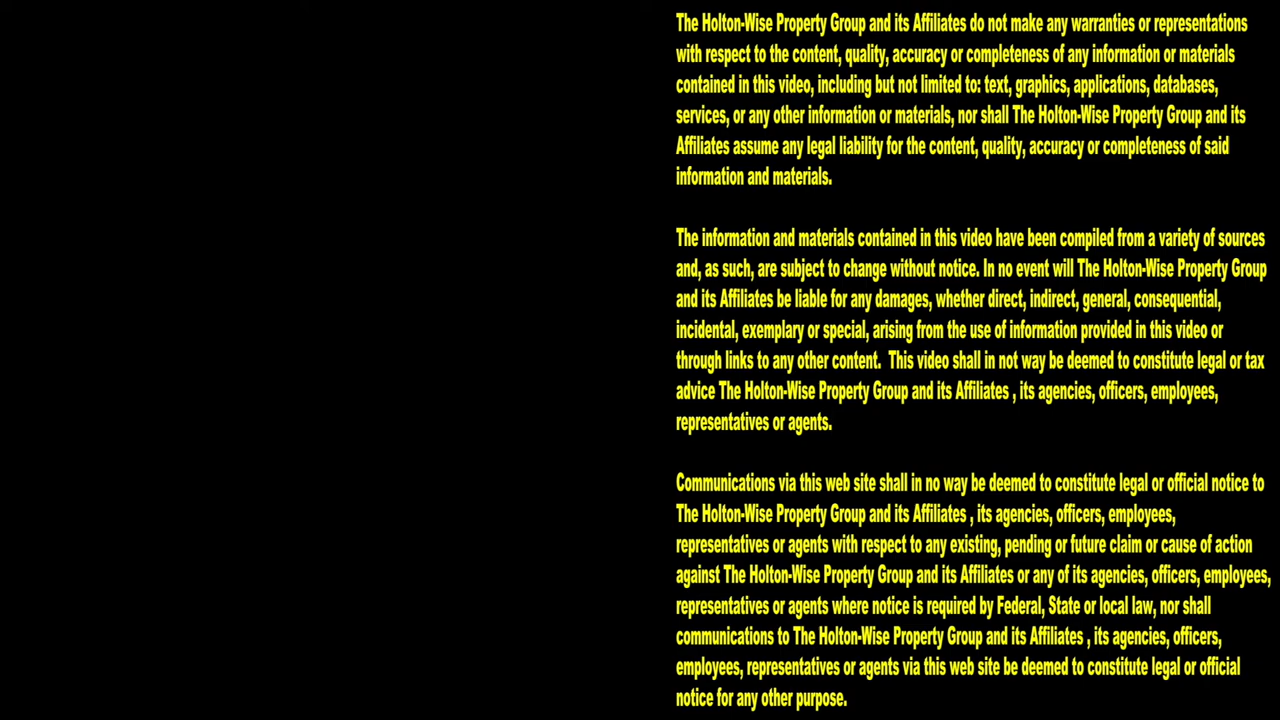 The Holton-Wise Property Group and its Affiliates do not make any warranties or representations
with respect to the content, quality, accuracy or completeness of any information or materials
contained in this video, including but not limited to: text, graphics, applications, databases,
services, or any other information or materials, nor shall The Holton-Wise Property Group and its
Affiliates assume any legal liability for the content, quality, accuracy or completeness of said
information and materials.
The information and materials contained in this video have been compiled from a variety of sources
and, as such, are subject to change without notice. In no event will The Holton-Wise Property Group
and its Affiliates be liable for any damages, whether direct, indirect, general, consequential,
incidental, exemplary or special, arising from the use of information provided in this video or
through links to any other content.  This video shall in not way be deemed to constitute legal or tax
advice The Holton-Wise Property Group and its Affiliates , its agencies, officers, employees,
representatives or agents.
Communications via this web site shall in no way be deemed to constitute legal or official notice to
The Holton-Wise Property Group and its Affiliates , its agencies, officers, employees,
representatives or agents with respect to any existing, pending or future claim or cause of action
against The Holton-Wise Property Group and its Affiliates or any of its agencies, officers, employees,
representatives or agents where notice is required by Federal, State or local law, nor shall
communications to The Holton-Wise Property Group and its Affiliates , its agencies, officers,
employees, representatives or agents via this web site be deemed to constitute legal or official
notice for any other purpose.